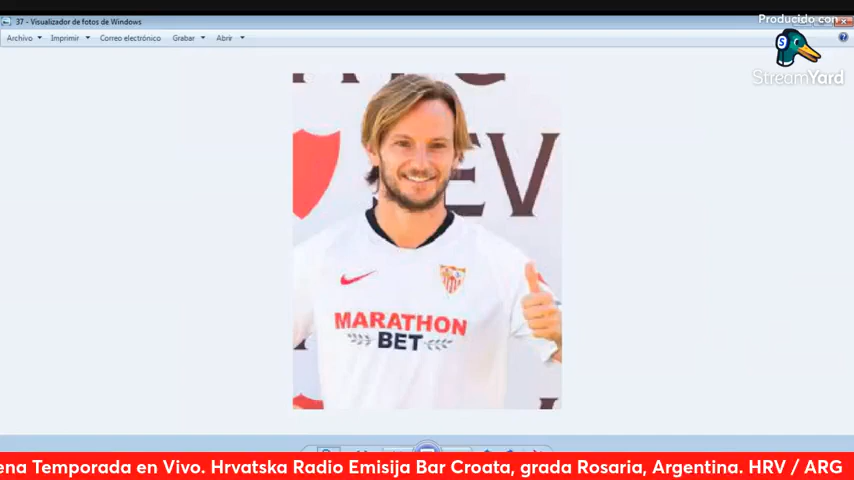 37 - Visualizador de fotos de Windows
Producido con
Archivo Imprimir Correo electrónico Grabar Abrir
StreamYard
EV
MARATHON
BET
ena Temporada en Vivo. Hrvatska Radio Emisija Bar Croata, grada Rosaria, Argentina. HRV / ARG